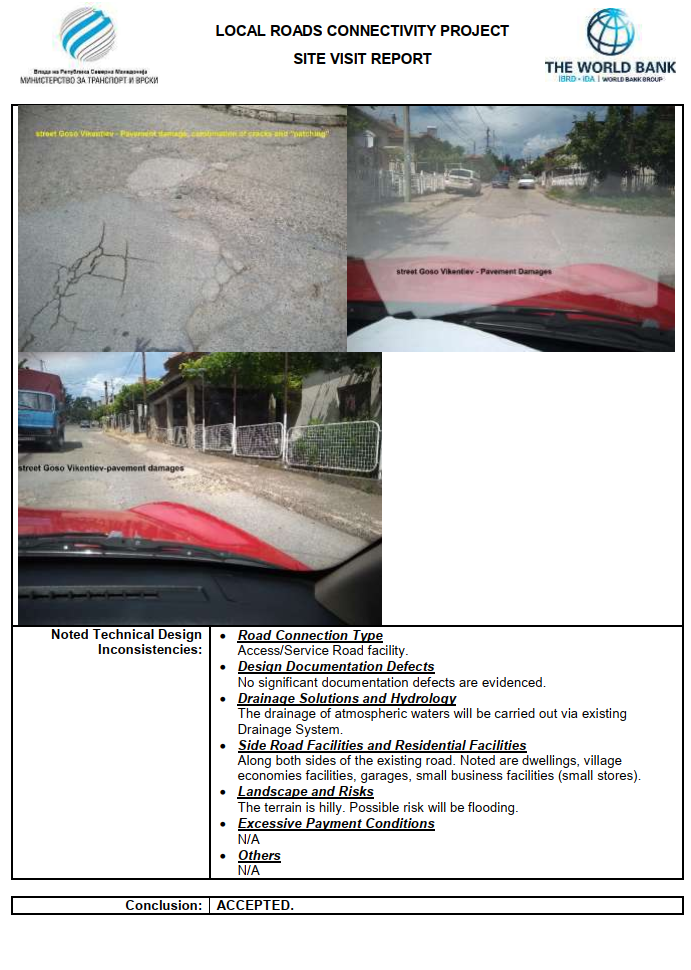 LOCAL ROADS CONNECTIVITY PROJECT
SITE VISIT REPORT
Влада на Република Северна Македонија
МИНИСТЕРСТВО ЗА ТРАНСПОРТ И ВРСКИ
THE WORLD BANK
IBRD • IDA | WORLD BANK GROUP
street Goso Vikentiev - Pavement damage, combination of cracks and "patching"
street Goso Vikentiev - Pavement Damages
street Goso Vikentiev-pavement damages
Noted Technical Design
Inconsistencies:
• Road Connection Type
Access/Service Road facility.
• Design Documentation Defects
No significant documentation defects are evidenced.
• Drainage Solutions and Hydrology
The drainage of atmospheric waters will be carried out via existing
Drainage System.
• Side Road Facilities and Residential Facilities
Along both sides of the existing road. Noted are dwellings, village
economies facilities, garages, small business facilities (small stores).
• Landscape and Risks
The terrain is hilly. Possible risk will be flooding.
• Excessive Payment Conditions
N/A
• Others
N/A
Conclusion: ACCEPTED.